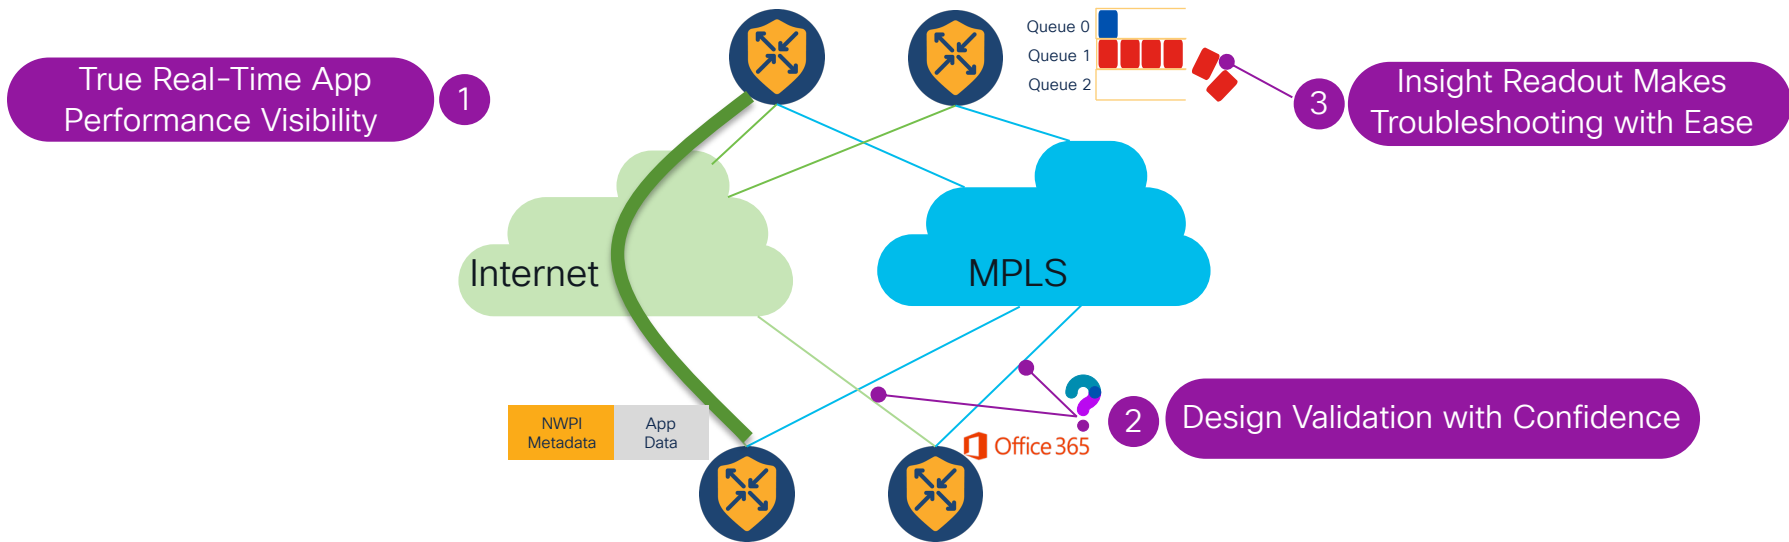 True Real-Time App
Performance Visibility
1
Queue 0
Queue 1
Queue 2
3
Insight Readout Makes
Troubleshooting with Ease
Internet
MPLS
NWPI
Metadata
App
Data
Office 365
2
Design Validation with Confidence